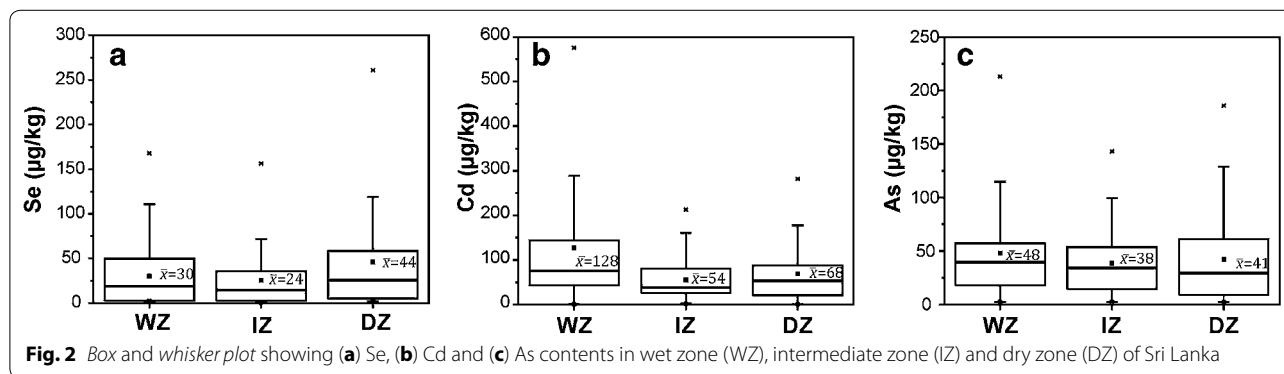 a
Se (µg/kg)
300
250
200
150
100
50
0
x̄=30
x̄=24
x̄=44
WZ IZ DZ
b
Cd (µg/kg)
600
500
400
300
200
100
50
0
x̄=128
x̄=54
x̄=68
WZ IZ DZ
c
As (µg/kg)
250
200
150
100
50
0
x̄=48
x̄=38
x̄=41
WZ IZ DZ
Fig. 2 Box and whisker plot showing (a) Se, (b) Cd and (c) As contents in wet zone (WZ), intermediate zone (IZ) and dry zone (DZ) of Sri Lanka